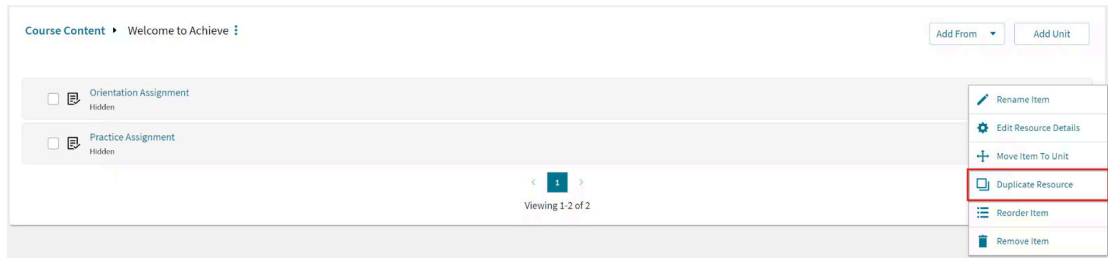 Course Content ▸ Welcome to Achieve
Add From ▾ Add Unit
Orientation Assignment
Hidden
Practice Assignment
Hidden
< 1 >
Viewing 1-2 of 2
Rename Item
Edit Resource Details
Move Item To Unit
Duplicate Resource
Reorder Item
Remove Item